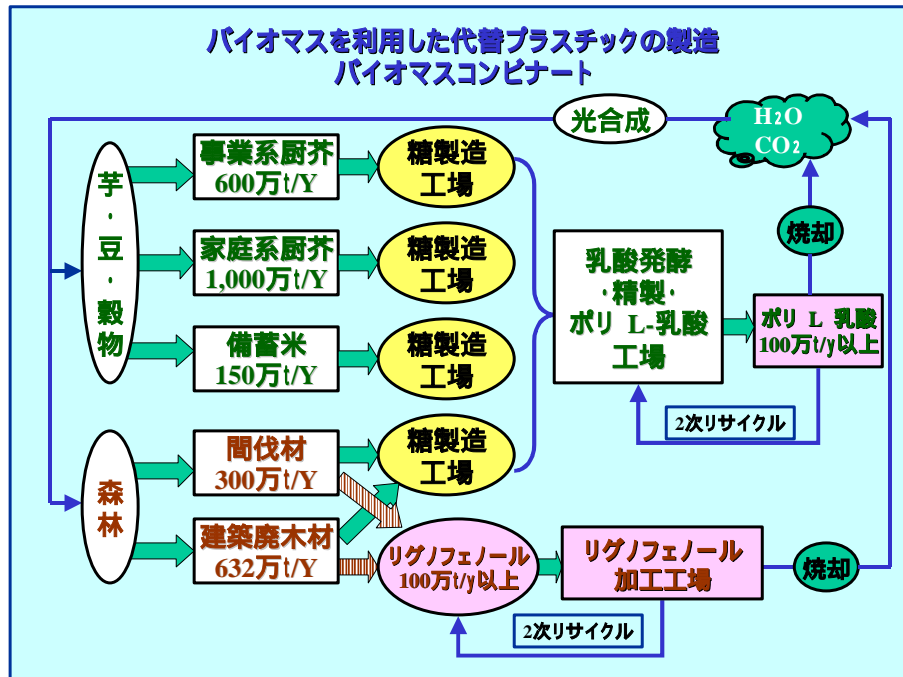 バイオマスを利用した代替プラスチックの製造
バイオマスコンビナート
光合成
H2O
CO2
芋・豆・穀物
事業系厨芥
600万t/Y
糖製造
工場
家庭系厨芥
1,000万t/Y
糖製造
工場
備蓄米
150万t/Y
糖製造
工場
乳酸発酵
・精製・
ポリ L-乳酸
工場
焼却
ポリ L 乳酸
100万t/y以上
2次リサイクル
森林
間伐材
300万t/Y
糖製造
工場
建築廃木材
632万t/Y
リグノフェノール
100万t/y以上
リグノフェノール
加工工場
焼却
2次リサイクル